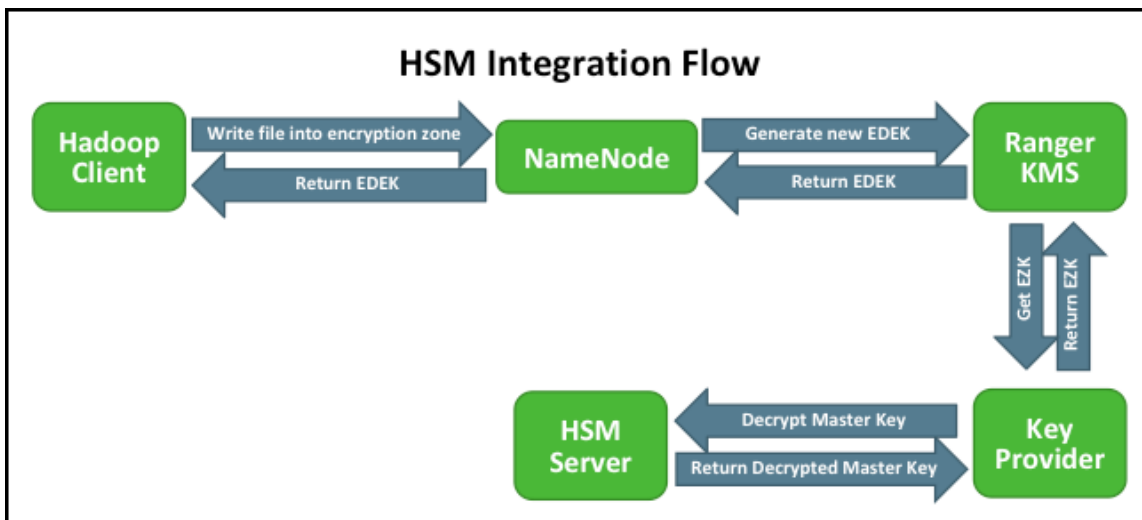 HSM Integration Flow
Hadoop
Client
Write file into encryption zone
Return EDEK
NameNode
Generate new EDEK
Return EDEK
Ranger
KMS
Get EZK
Return EZK
HSM
Server
Decrypt Master Key
Return Decrypted Master Key
Key
Provider